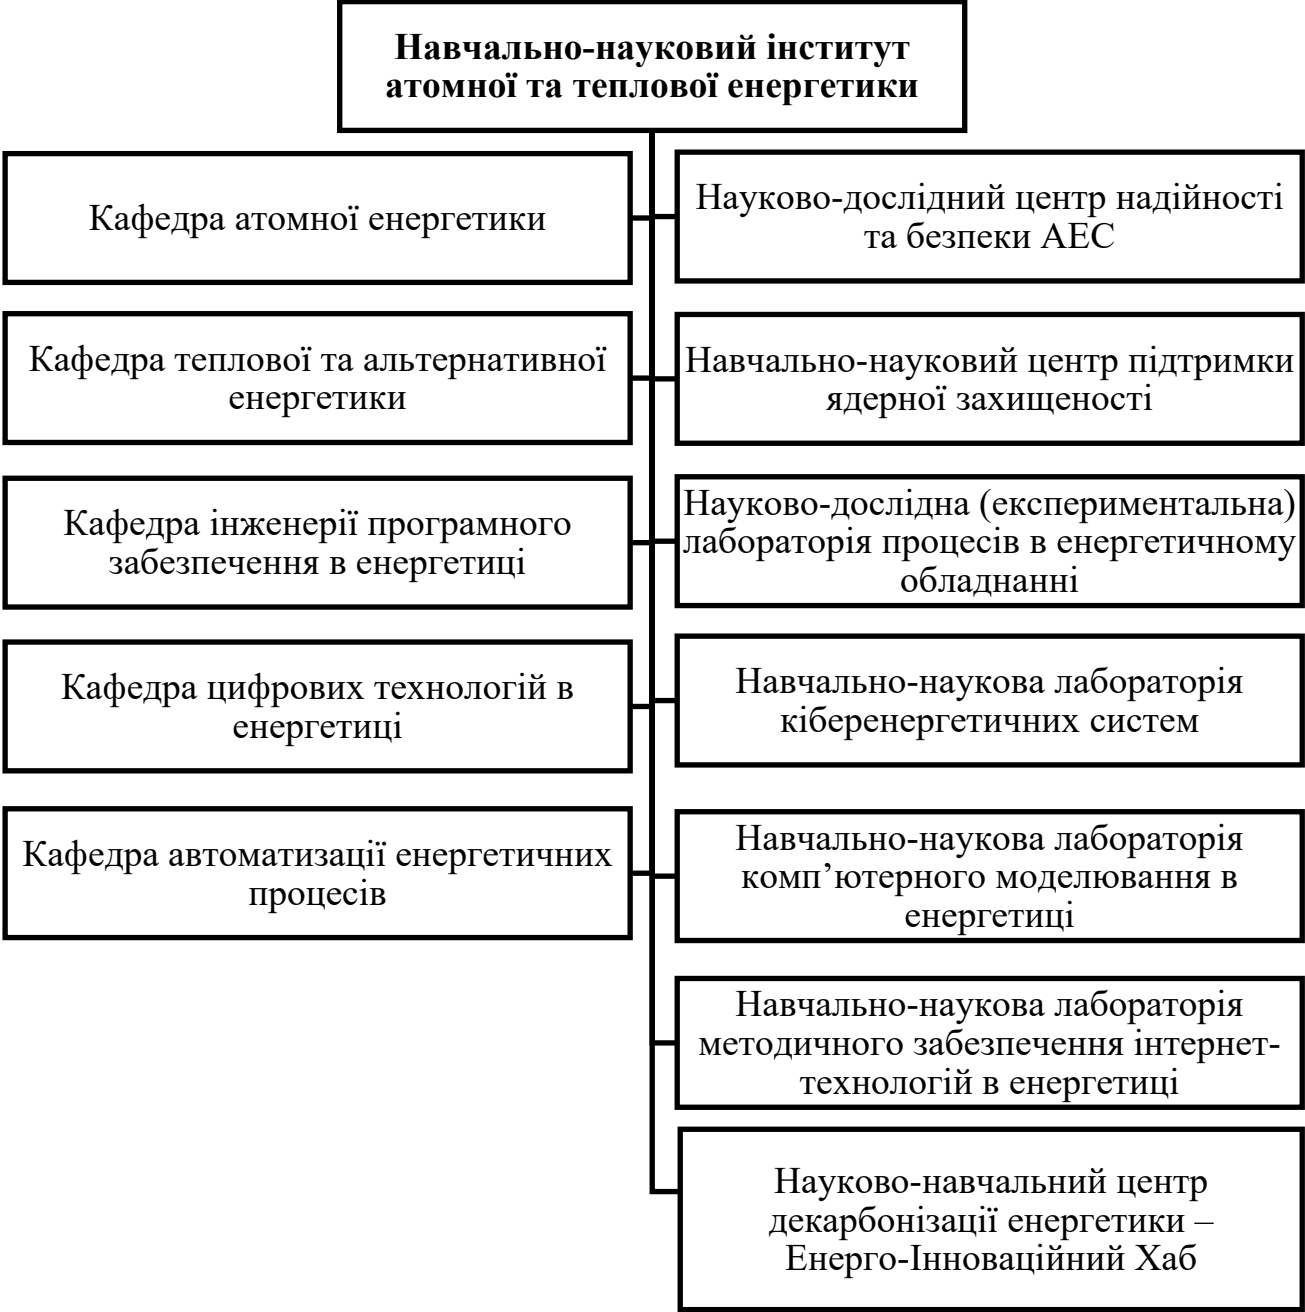 Навчально-науковий інститут
атомної та теплової енергетики
Кафедра атомної енергетики
Науково-дослідний центр надійності
та безпеки АЕС
Кафедра теплової та альтернативної
енергетики
Навчально-науковий центр підтримки
ядерної захищеності
Кафедра інженерії програмного
забезпечення в енергетиці
Науково-дослідна (експериментальна)
лабораторія процесів в енергетичному
обладнанні
Кафедра цифрових технологій в
енергетиці
Навчально-наукова лабораторія
кіберенергетичних систем
Кафедра автоматизації енергетичних
процесів
Навчально-наукова лабораторія
комп’ютерного моделювання в
енергетиці
Навчально-наукова лабораторія
методичного забезпечення інтернет-
технологій в енергетиці
Науково-навчальний центр
декарбонізації енергетики –
Енерго-Інноваційний Хаб